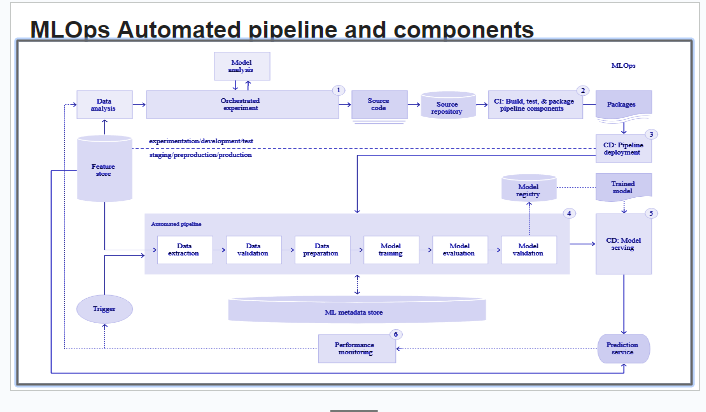 MLOps Automated pipeline and components
Model
analysis
MLOps
1
2
Data
analysis
Orchestrated
experiment
Source
code
Source
repository
CI: Build, test, & package
pipeline components
Packages
3
experimentation/development/test
staging/preproduction/production
CD: Pipeline
deployment
Feature
store
Model
registry
Trained
model
4
5
Automated pipeline
Data
extraction
Data
validation
Data
preparation
Model
training
Model
evaluation
Model
validation
CD: Model
serving
Trigger
ML metadata store
6
Performance
monitoring
Prediction
service